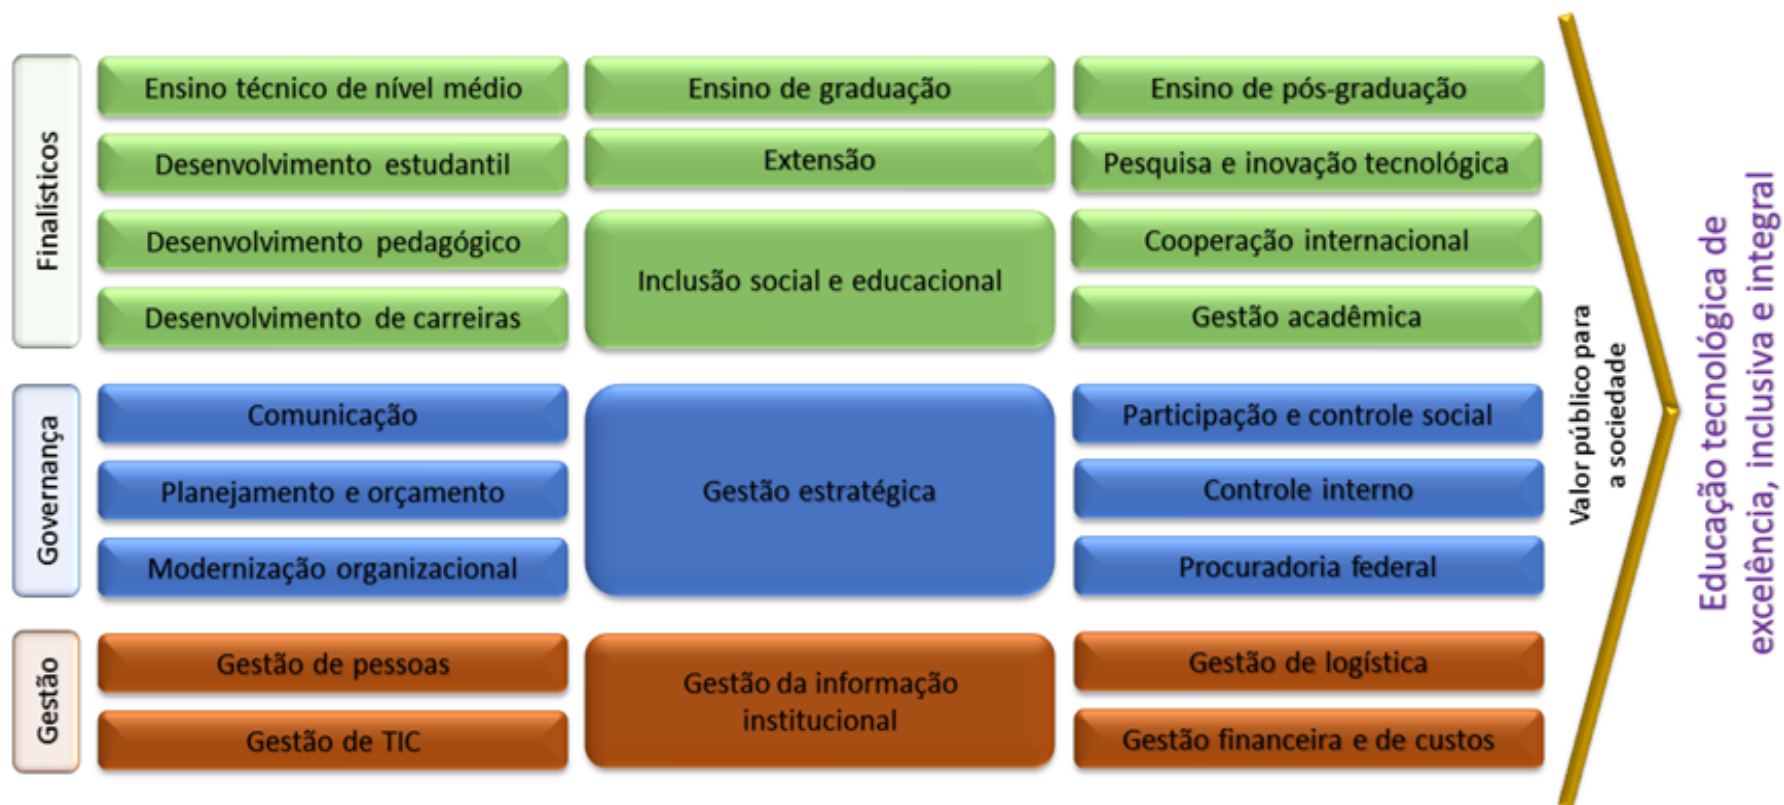 Finalísticos
Ensino técnico de nível médio
Ensino de graduação
Ensino de pós-graduação
Desenvolvimento estudantil
Extensão
Pesquisa e inovação tecnológica
Desenvolvimento pedagógico
Inclusão social e educacional
Cooperação internacional
Desenvolvimento de carreiras
Gestão acadêmica
Governança
Comunicação
Gestão estratégica
Participação e controle social
Planejamento e orçamento
Controle interno
Modernização organizacional
Procuradoria federal
Gestão
Gestão de pessoas
Gestão da informação
institucional
Gestão de logística
Gestão de TIC
Gestão financeira e de custos
Valor público para
a sociedade
Educação tecnológica de
excelência, inclusiva e integral